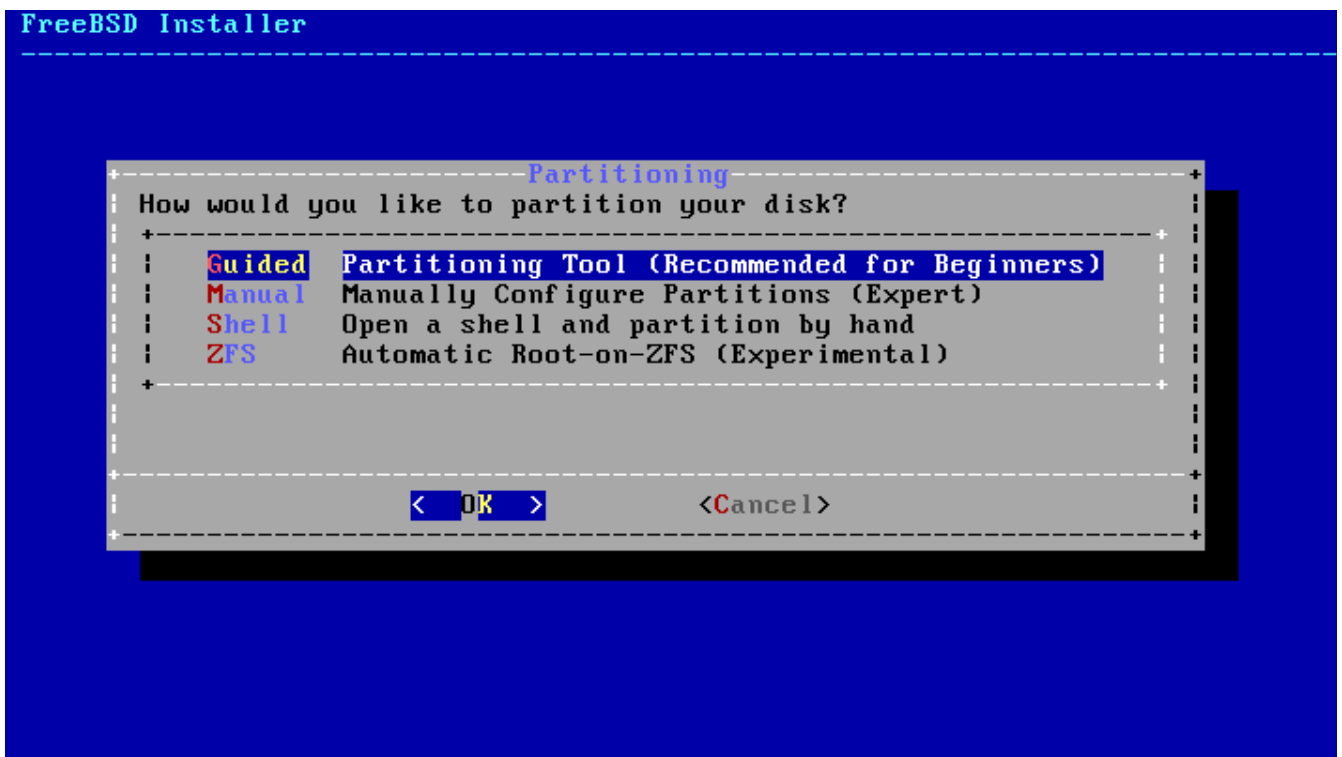 FreeBSD Installer
Partitioning
How would you like to partition your disk?
Guided Partitioning Tool (Recommended for Beginners)
Manual Manually Configure Partitions (Expert)
Shell Open a shell and partition by hand
ZFS Automatic Root-on-ZFS (Experimental)
< OK > <Cancel>